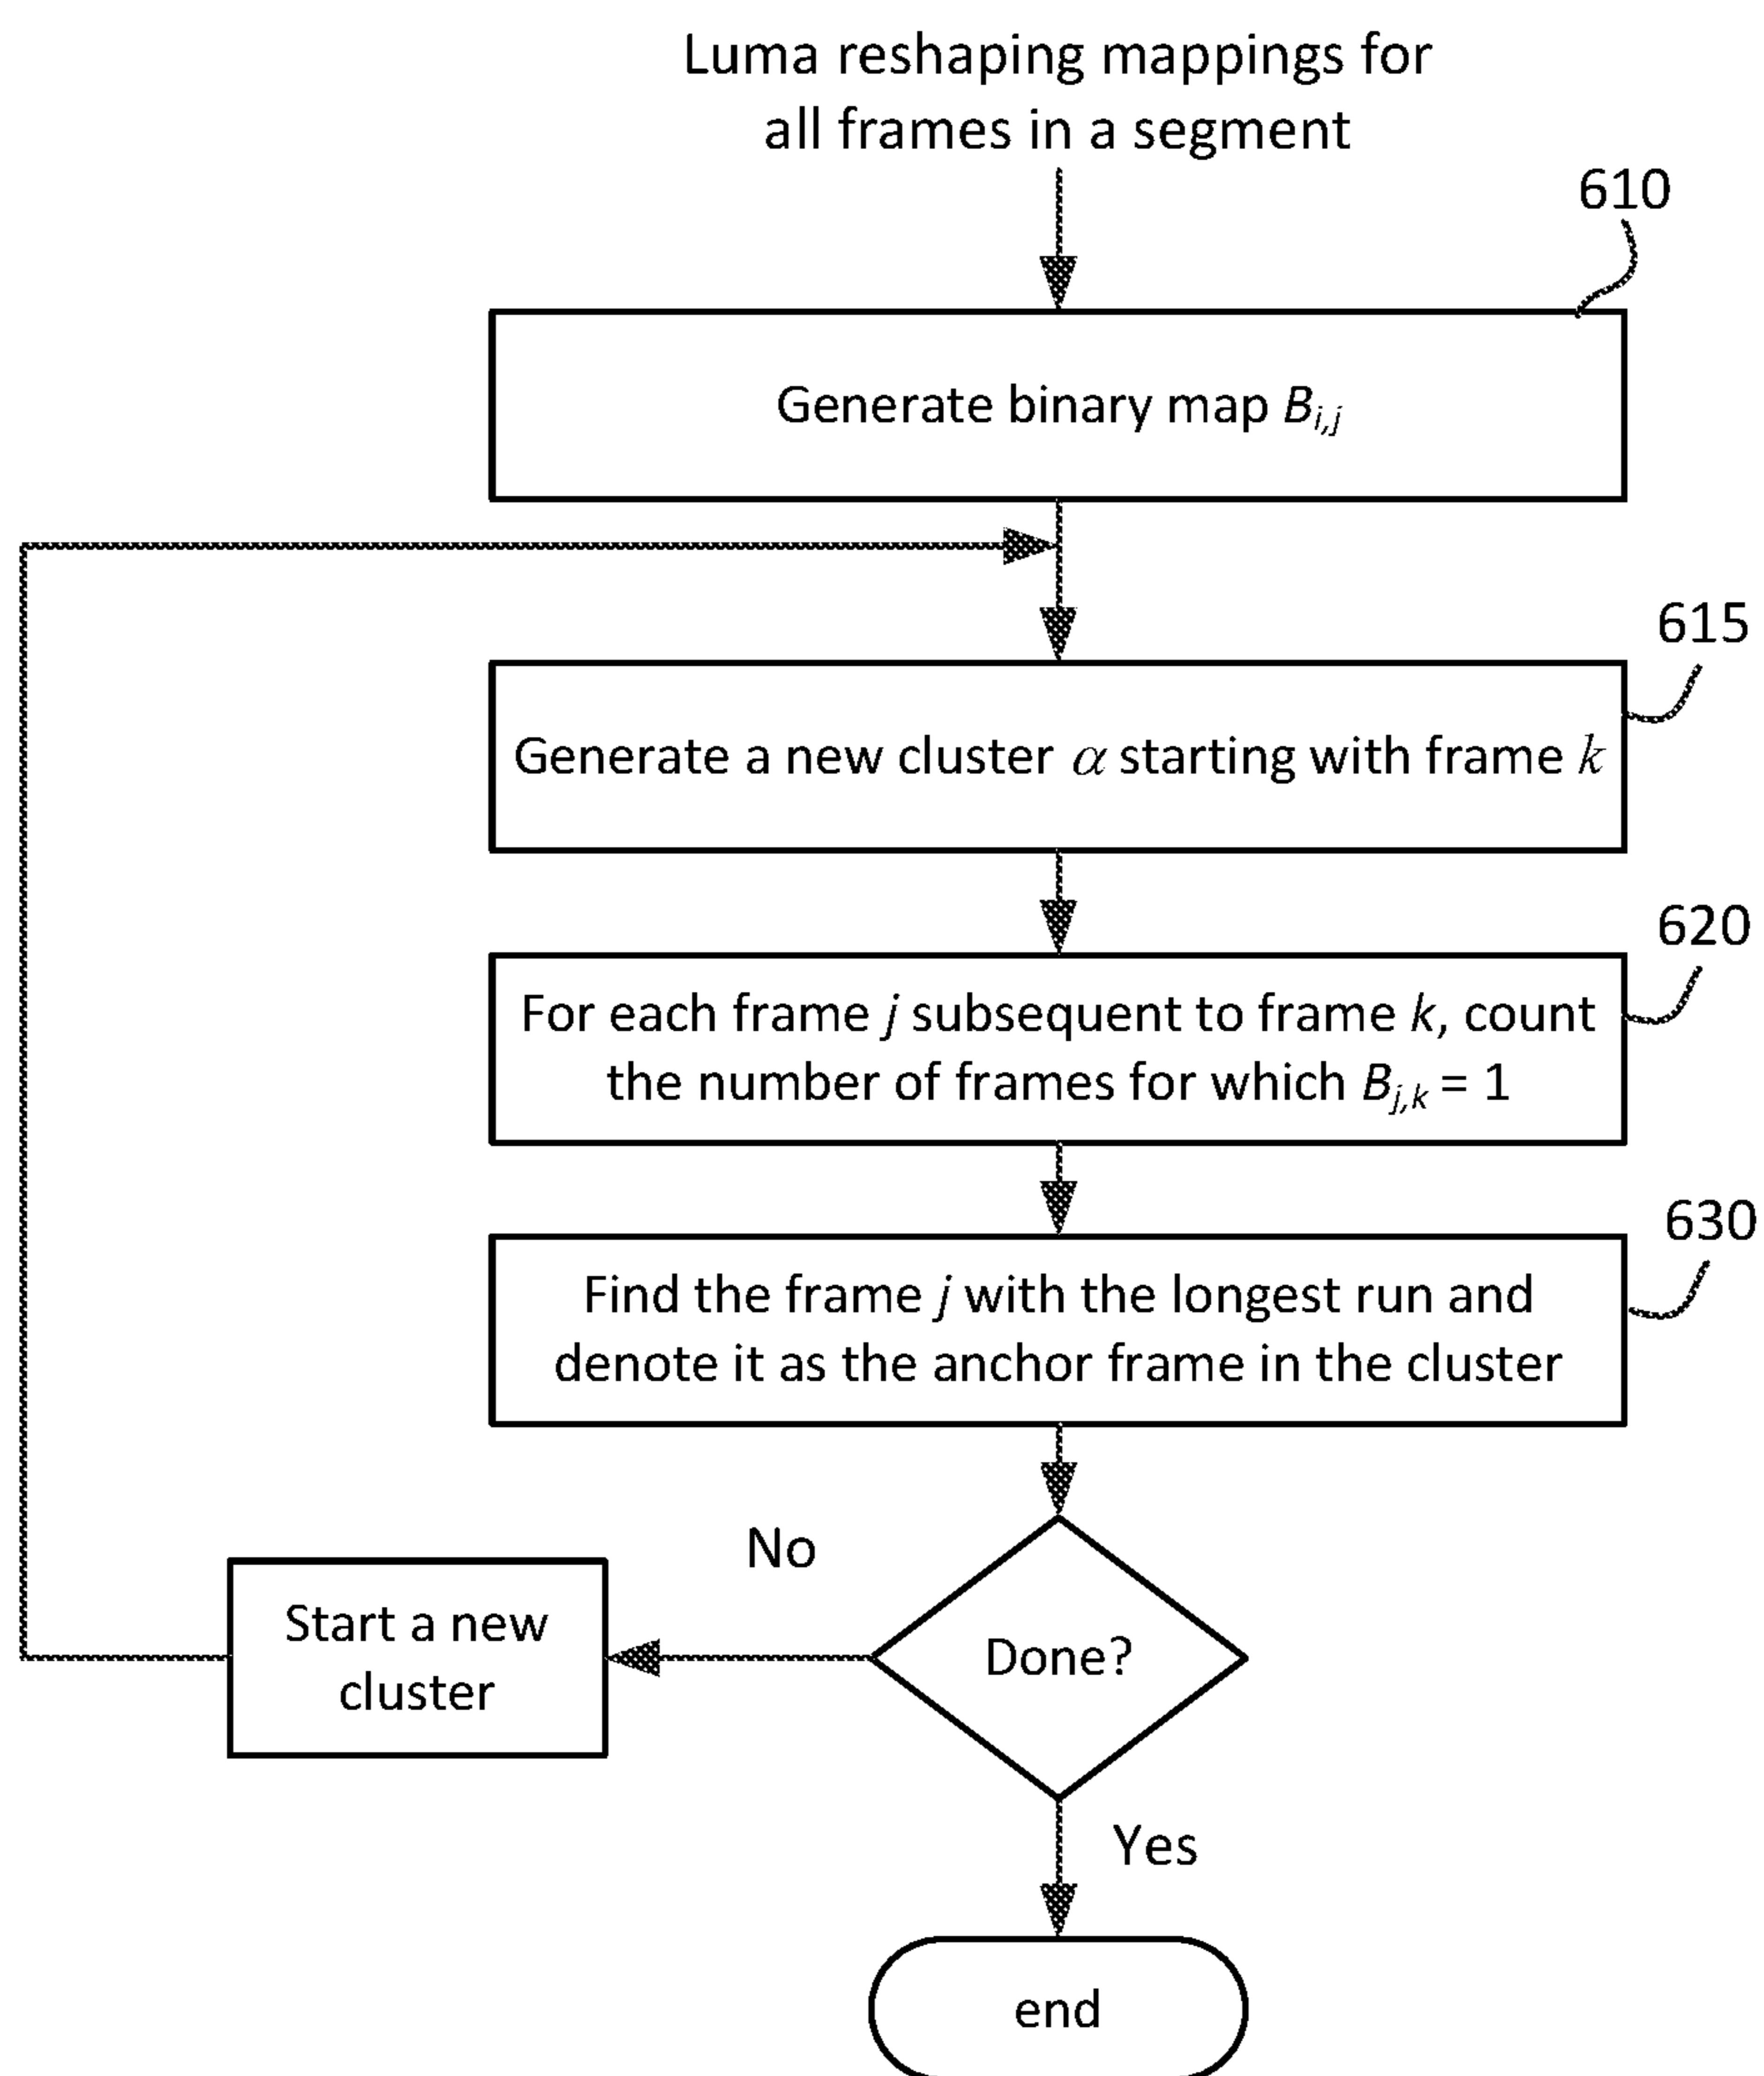 Luma reshaping mappings for
all frames in a segment
610
Generate binary map B_{i,j}
615
Generate a new cluster α starting with frame k
620
For each frame j subsequent to frame k, count
the number of frames for which B_{j,k} = 1
630
Find the frame j with the longest run and
denote it as the anchor frame in the cluster
No
Start a new
cluster
Done?
Yes
end